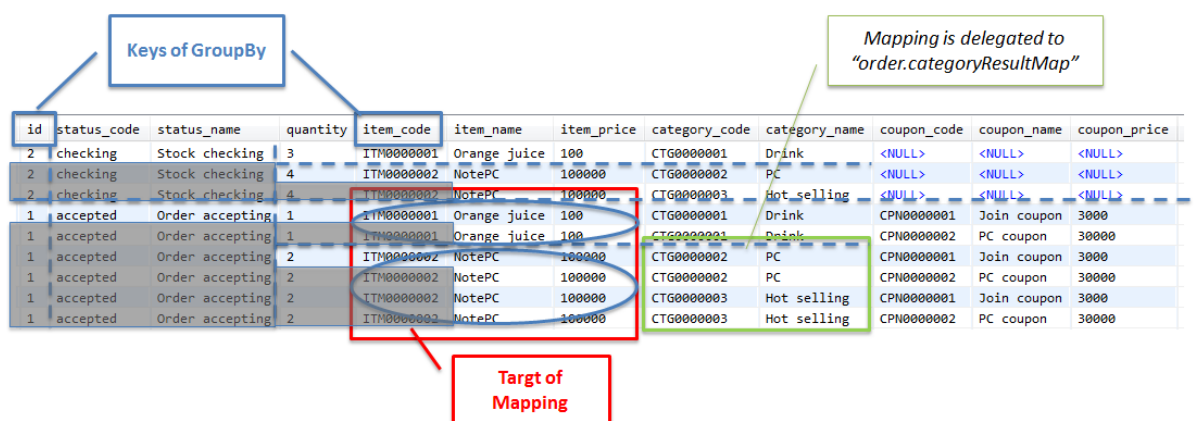 Keys of GroupBy
Mapping is delegated to
“order.categoryResultMap”
id status_code status_name quantity item_code item_name item_price category_code category_name coupon_code coupon_name coupon_price
2 checking Stock checking 3 ITM0000001 Orange juice 100 CTG0000001 Drink <NULL> <NULL> <NULL>
2 checking Stock checking 4 ITM0000002 NotePC 100000 CTG0000002 PC <NULL> <NULL> <NULL>
2 checking Stock checking 4 ITM0000002 NotePC 100000 CTG0000003 Hot selling <NULL> <NULL> <NULL>
1 accepted Order accepting 1 ITM0000001 Orange juice 100 CTG0000001 Drink CPN0000001 Join coupon 3000
1 accepted Order accepting 1 ITM0000001 Orange juice 100 CTG0000001 Drink CPN0000002 PC coupon 30000
1 accepted Order accepting 2 ITM0000002 NotePC 100000 CTG0000002 PC CPN0000001 Join coupon 3000
1 accepted Order accepting 2 ITM0000002 NotePC 100000 CTG0000002 PC CPN0000002 PC coupon 30000
1 accepted Order accepting 2 ITM0000002 NotePC 100000 CTG0000003 Hot selling CPN0000001 Join coupon 3000
1 accepted Order accepting 2 ITM0000002 NotePC 100000 CTG0000003 Hot selling CPN0000002 PC coupon 30000
Targt of
Mapping